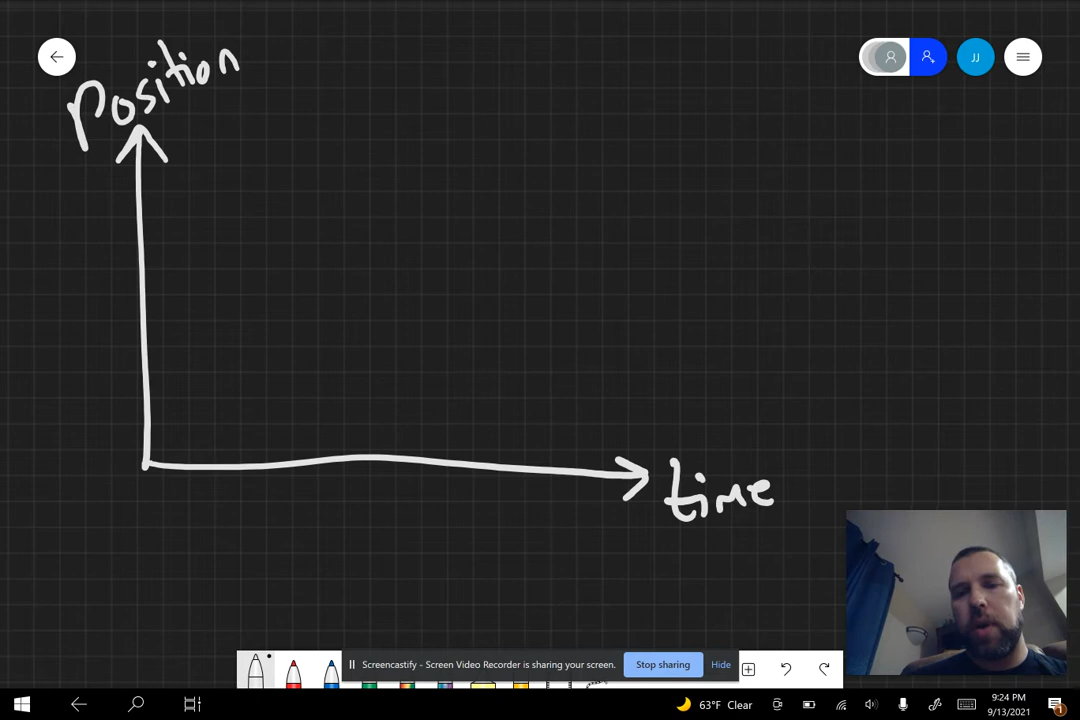 position
JJ
time
Screencastify - Screen Video Recorder is sharing your screen.
Stop sharing
Hide
63°F Clear
9:24 PM
9/13/2021
1